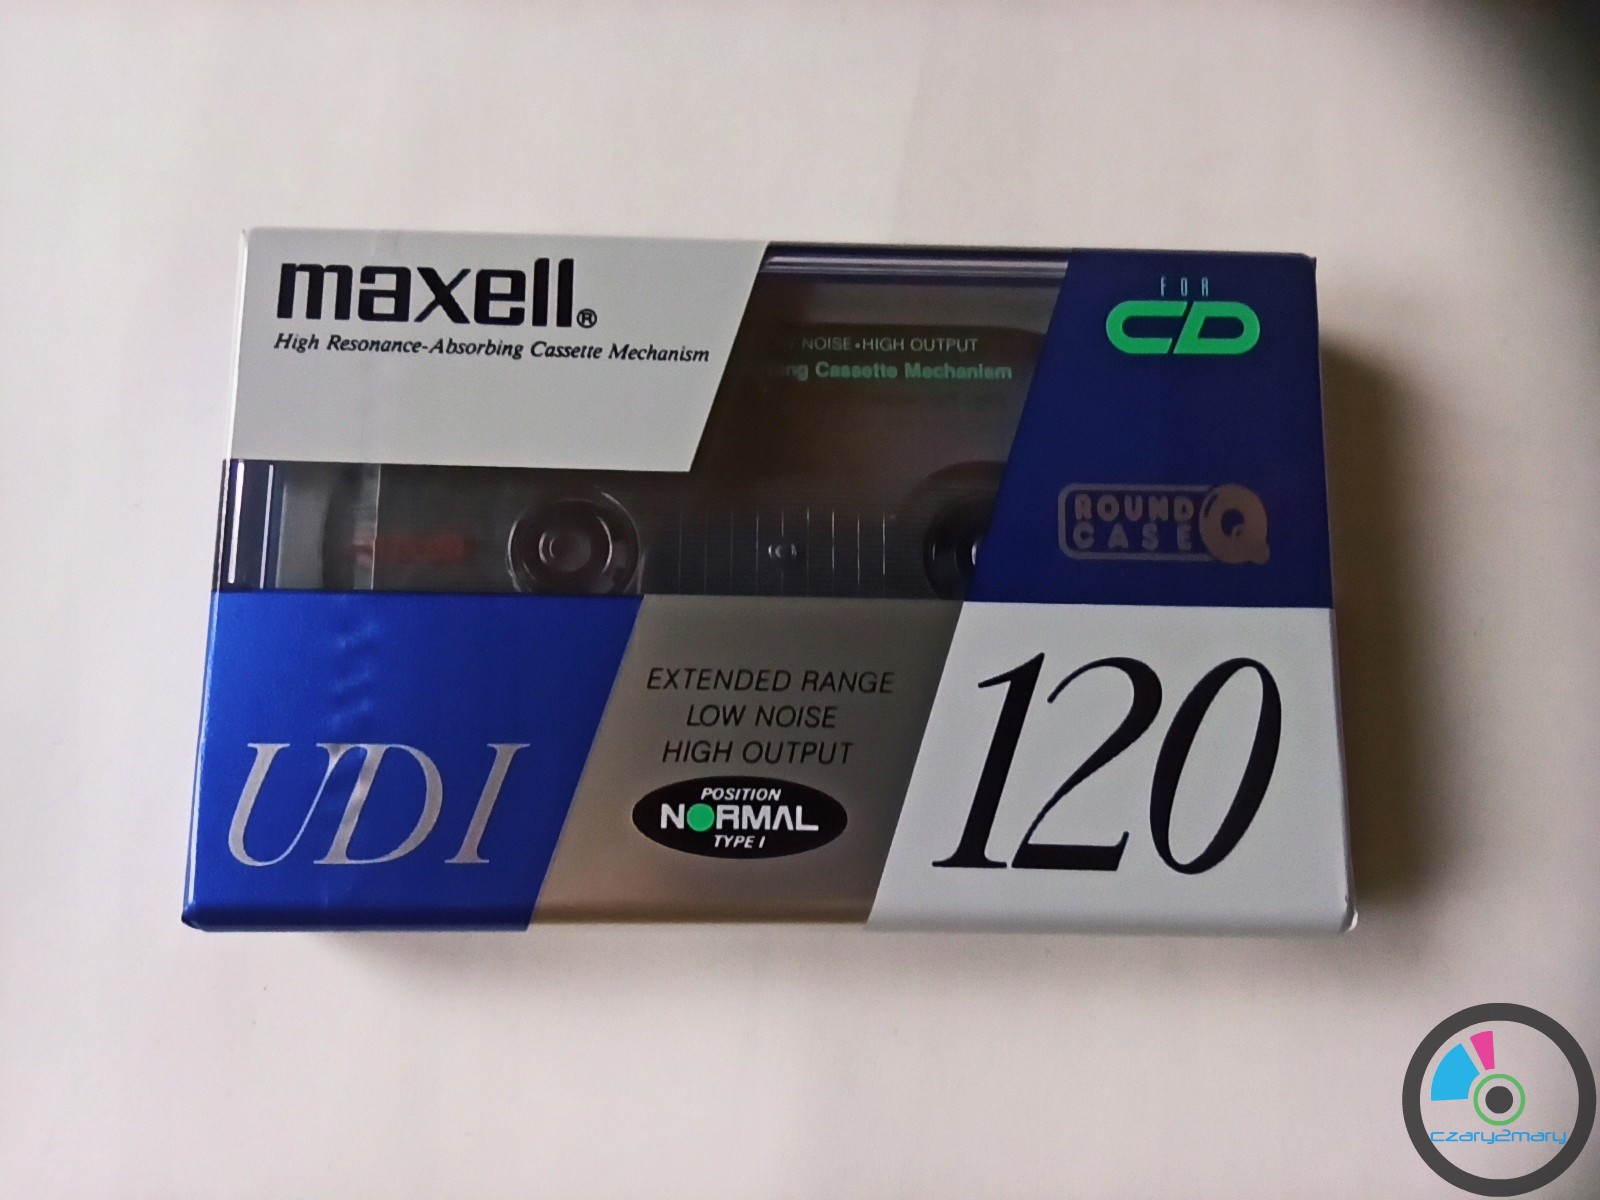 maxell®
High Resonance-Absorbing Cassette Mechanism
NOISE•HIGH OUTPUT
Cassette Mechanism
FOR
CD
ROUND
CASE
UDI
EXTENDED RANGE
LOW NOISE
HIGH OUTPUT
POSITION
NORMAL
TYPE I
120
czary2mary